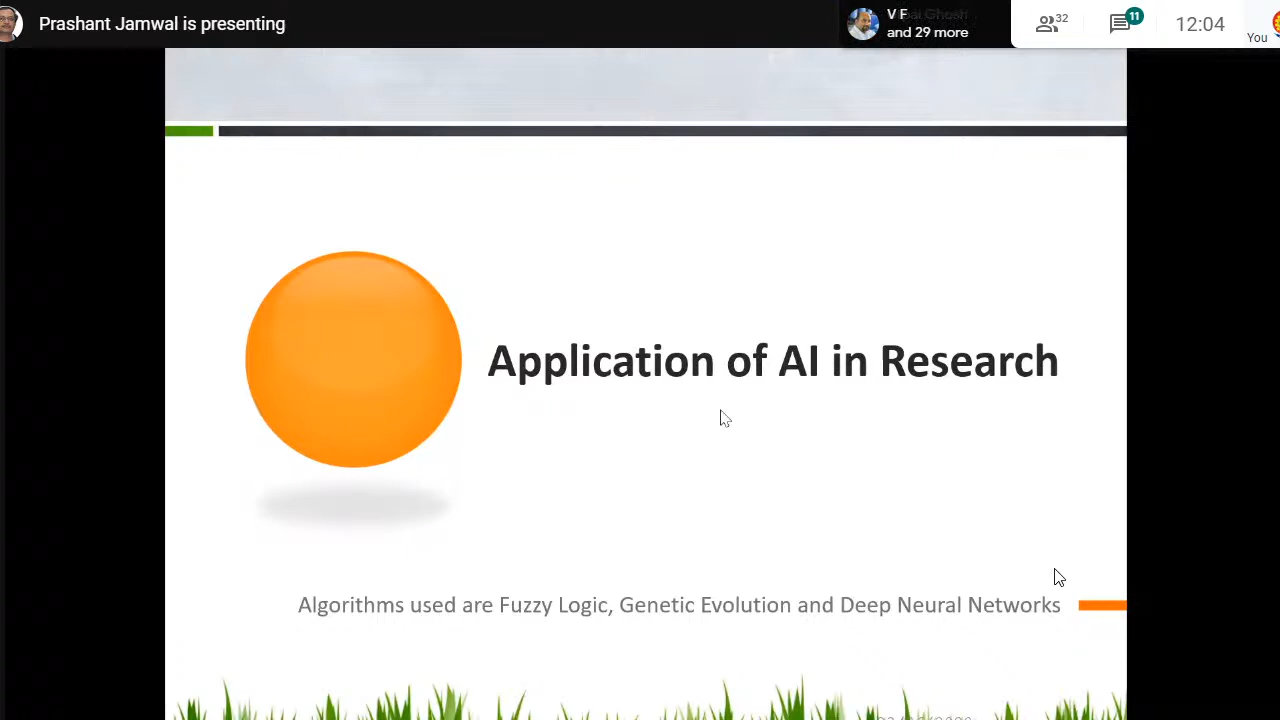 Prashant Jamwal is presenting
V F
and 29 more
32
11
12:04
You
Application of AI in Research
Algorithms used are Fuzzy Logic, Genetic Evolution and Deep Neural Networks